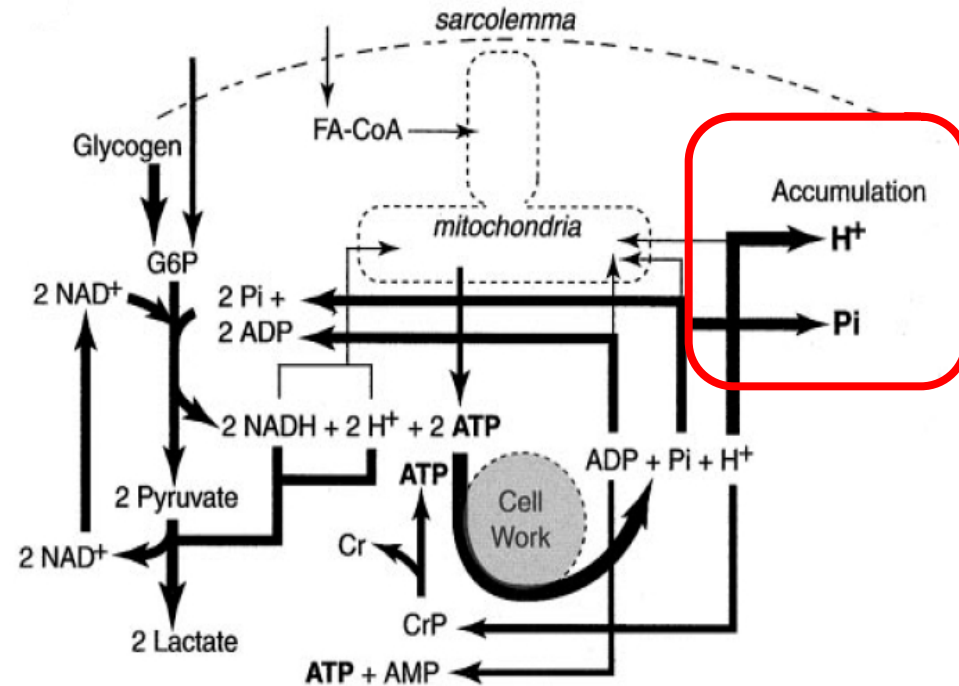 sarcolemma
FA-CoA
Glycogen
Accumulation
mitochondria
H⁺
G6P
2 NAD⁺
2 Pi +
Pi
2 ADP
2 NADH + 2 H⁺ + 2 ATP
ADP + Pi + H⁺
ATP
2 Pyruvate
Cell
Work
Cr
2 NAD⁺
CrP
2 Lactate
ATP + AMP